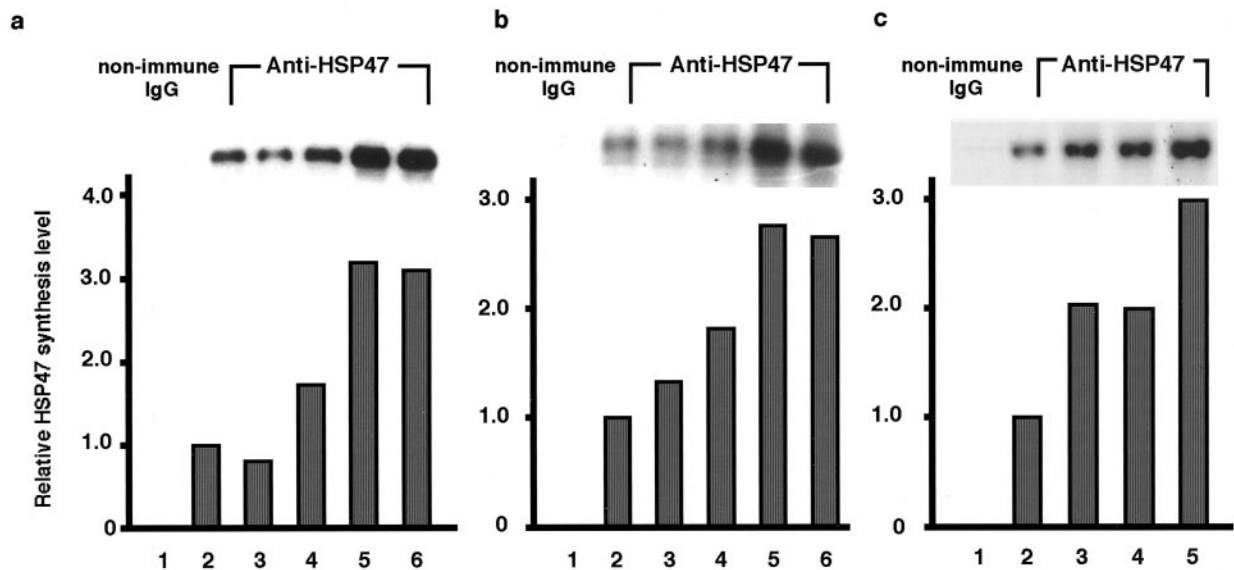 a
non-immune
IgG
Anti-HSP47
Relative HSP47 synthesis level
4.0
3.0
2.0
1.0
0
1 2 3 4 5 6
b
non-immune
IgG
Anti-HSP47
3.0
2.0
1.0
0
1 2 3 4 5 6
c
non-immune
IgG
Anti-HSP47
3.0
2.0
1.0
0
1 2 3 4 5